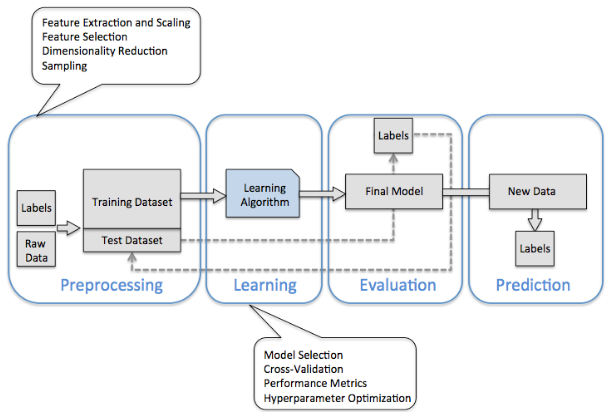 Feature Extraction and Scaling
Feature Selection
Dimensionality Reduction
Sampling
Labels
Raw
Data
Training Dataset
Test Dataset
Preprocessing
Learning
Algorithm
Learning
Labels
Final Model
Evaluation
New Data
Labels
Prediction
Model Selection
Cross-Validation
Performance Metrics
Hyperparameter Optimization